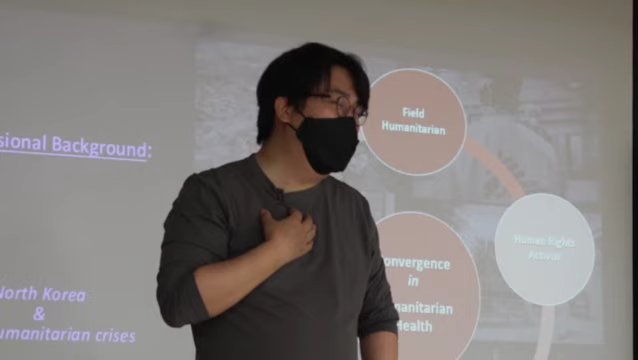 sional Background:
North Korea
&
umanitarian crises
Field
Humanitarian
Human Rights
Activist
onvergence
in
manitarian
Health